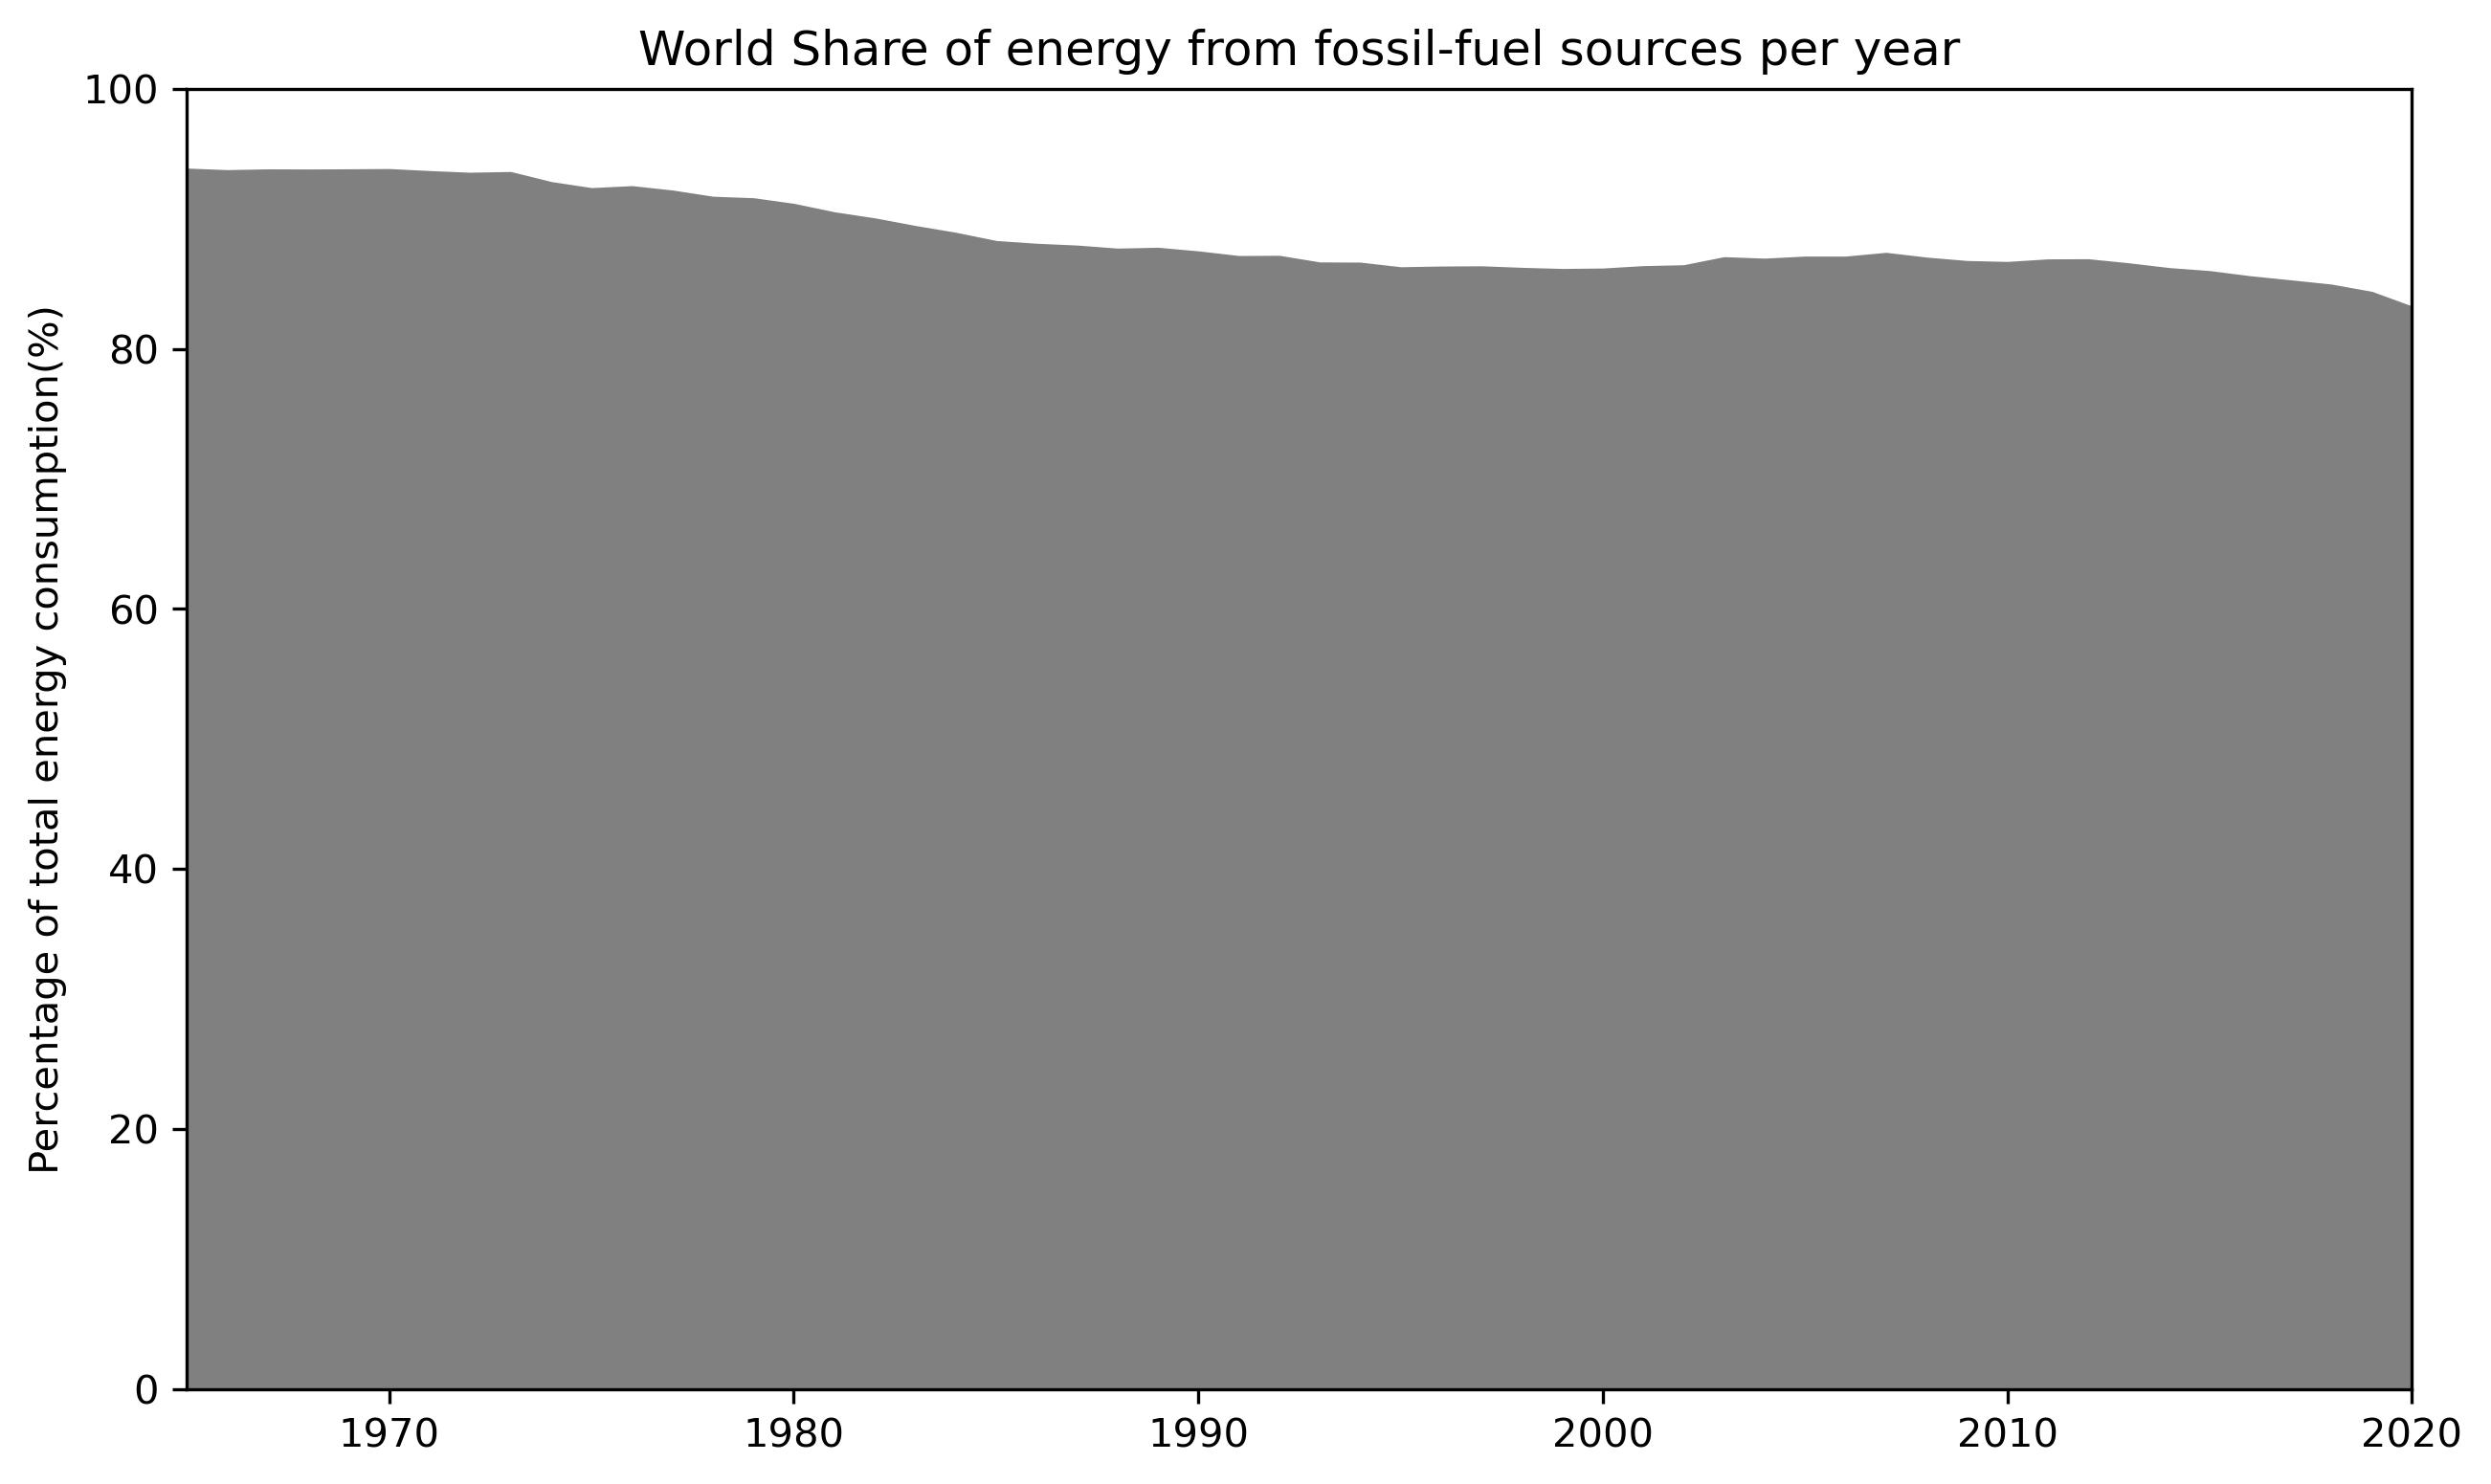 World Share of energy from fossil-fuel sources per year
Percentage of total energy consumption(%)
100
80
60
40
20
0
1970 1980 1990 2000 2010 2020